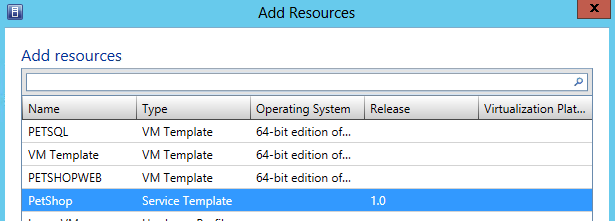 Add Resources
x
Add resources
Name Type Operating System Release Virtualization Plat...
PETSQL VM Template 64-bit edition of...
VM Template VM Template 64-bit edition of...
PETSHOPWEB VM Template 64-bit edition of...
PetShop Service Template 1.0